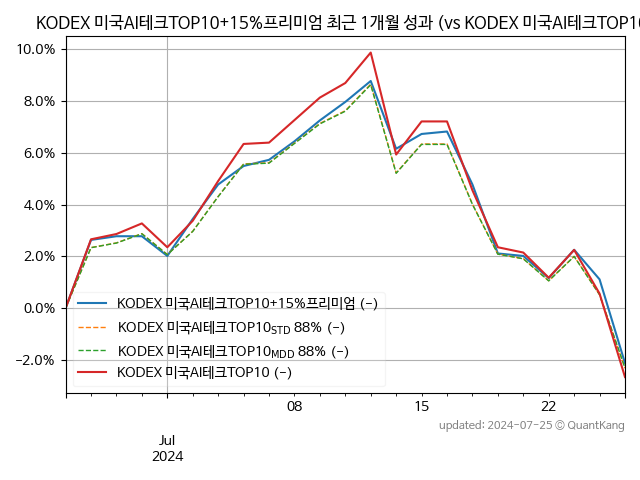 KODEX 미국AI테크TOP10+15%프리미엄 최근 1개월 성과 (vs KODEX 미국AI테크TOP10
10.0%
8.0%
6.0%
4.0%
2.0%
0.0%
−2.0%
KODEX 미국AI테크TOP10+15%프리미엄 (−)
KODEX 미국AI테크TOP10STD 88% (−)
KODEX 미국AI테크TOP10MDD 88% (−)
KODEX 미국AI테크TOP10 (−)
08
15
22
Jul
2024
updated: 2024-07-25 © QuantKang